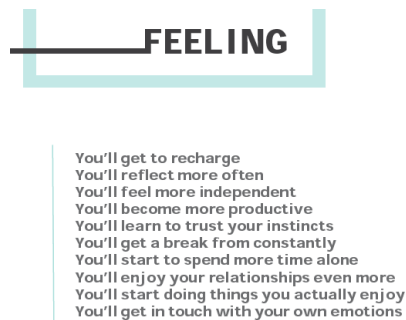 FEELING
You'll get to recharge
You'll reflect more often
You'll feel more independent
You'll become more productive
You'll learn to trust your instincts
You'll get a break from constantly
You'll start to spend more time alone
You'll enjoy your relationships even more
You'll start doing things you actually enjoy
You'll get in touch with your own emotions